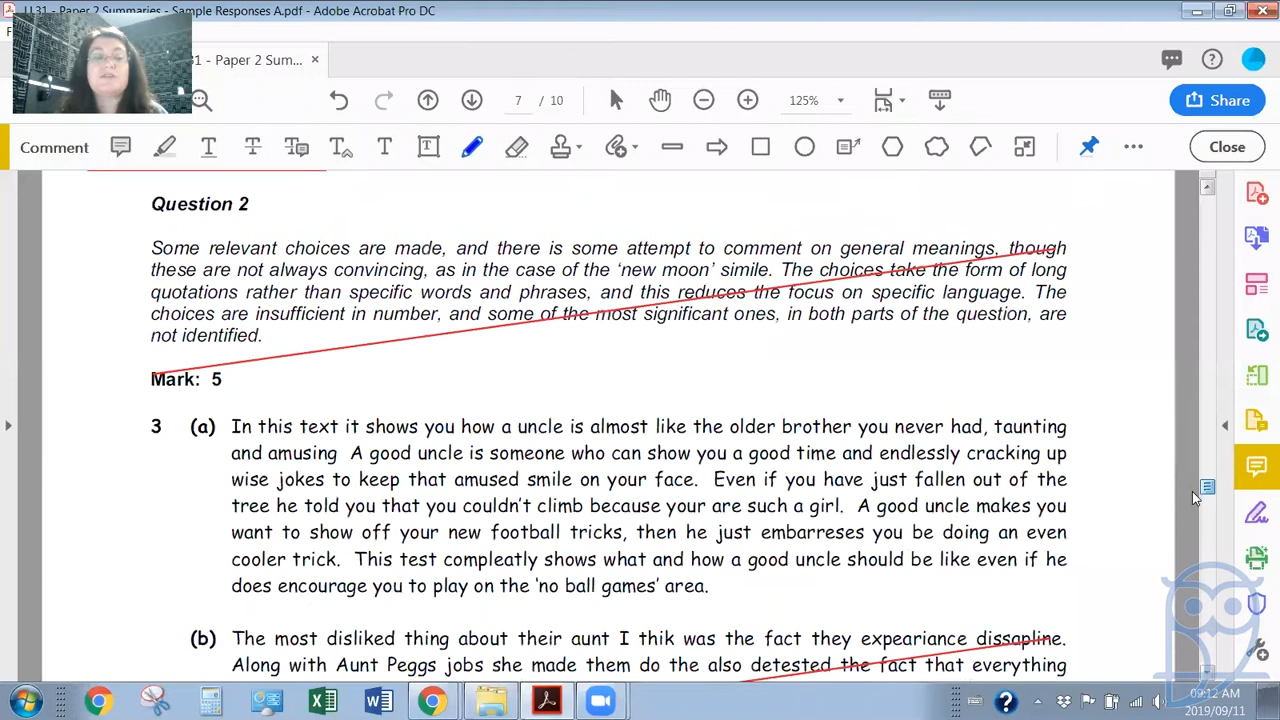 LL31 - Paper 2 Summaries - Sample Responses A.pdf - Adobe Acrobat Pro DC
31 - Paper 2 Sum...
7 / 10
125%
Share
Comment
Close
Question 2
Some relevant choices are made, and there is some attempt to comment on general meanings, though
these are not always convincing, as in the case of the 'new moon' simile. The choices take the form of long
quotations rather than specific words and phrases, and this reduces the focus on specific language. The
choices are insufficient in number, and some of the most significant ones, in both parts of the question, are
not identified.
Mark: 5
3 (a) In this text it shows you how a uncle is almost like the older brother you never had, taunting
and amusing A good uncle is someone who can show you a good time and endlessly cracking up
wise jokes to keep that amused smile on your face. Even if you have just fallen out of the
tree he told you that you couldn't climb because your are such a girl. A good uncle makes you
want to show off your new football tricks, then he just embarreses you be doing an even
cooler trick. This test compleatly shows what and how a good uncle should be like even if he
does encourage you to play on the 'no ball games' area.
(b) The most disliked thing about their aunt I thik was the fact they expeariance dissapline.
Along with Aunt Peggs jobs she made them do the also detested the fact that everything
09:12 AM
2019/09/11